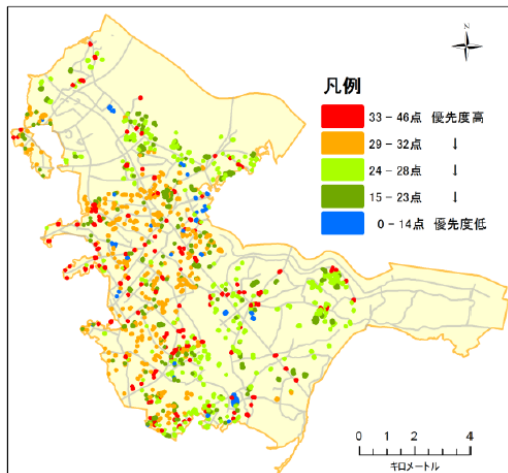 N
凡例
33－46点 優先度高
29－32点 ↓
24－28点 ↓
15－23点 ↓
0－14点 優先度低
0 2 4
キロメートル